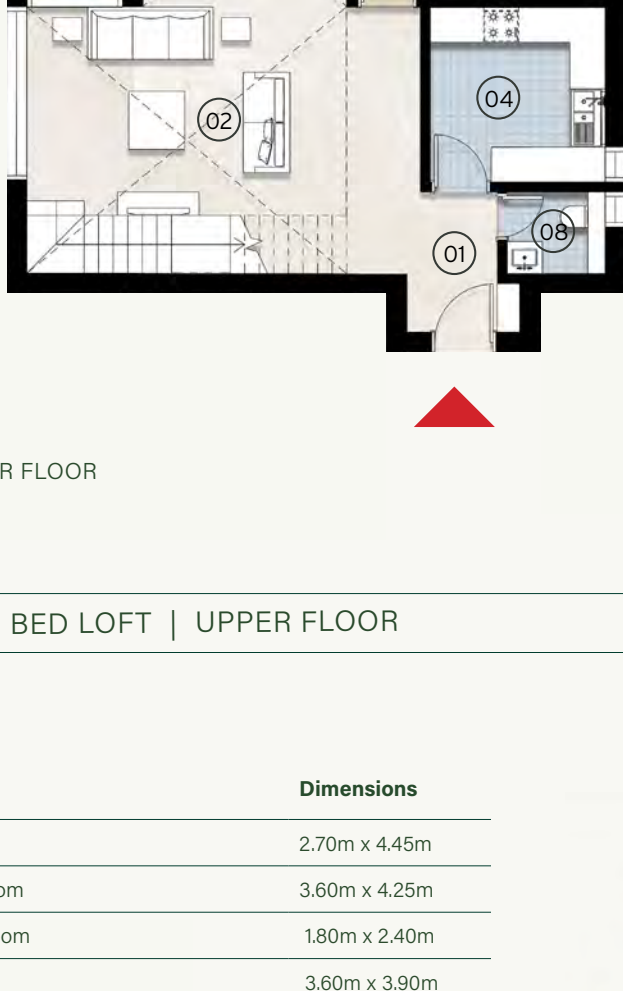 02
04
08
01
R FLOOR
BED LOFT | UPPER FLOOR
Dimensions
2.70m x 4.45m
om 3.60m x 4.25m
om 1.80m x 2.40m
3.60m x 3.90m